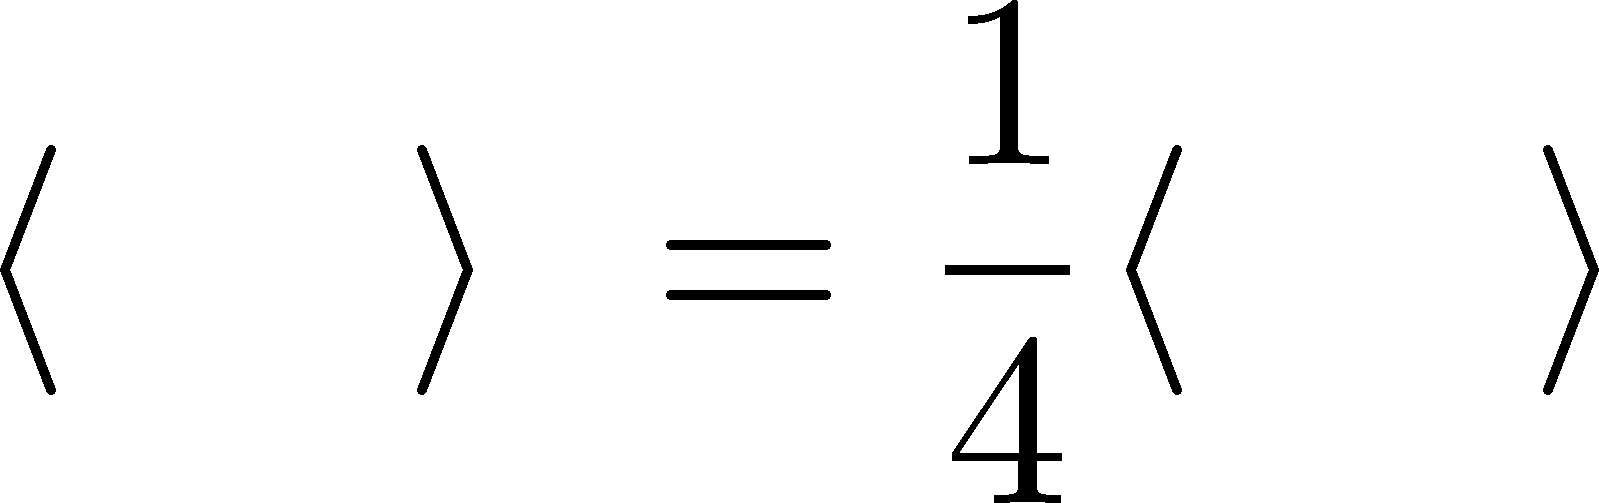 ⟨ ⟩ = 1/4 ⟨ ⟩